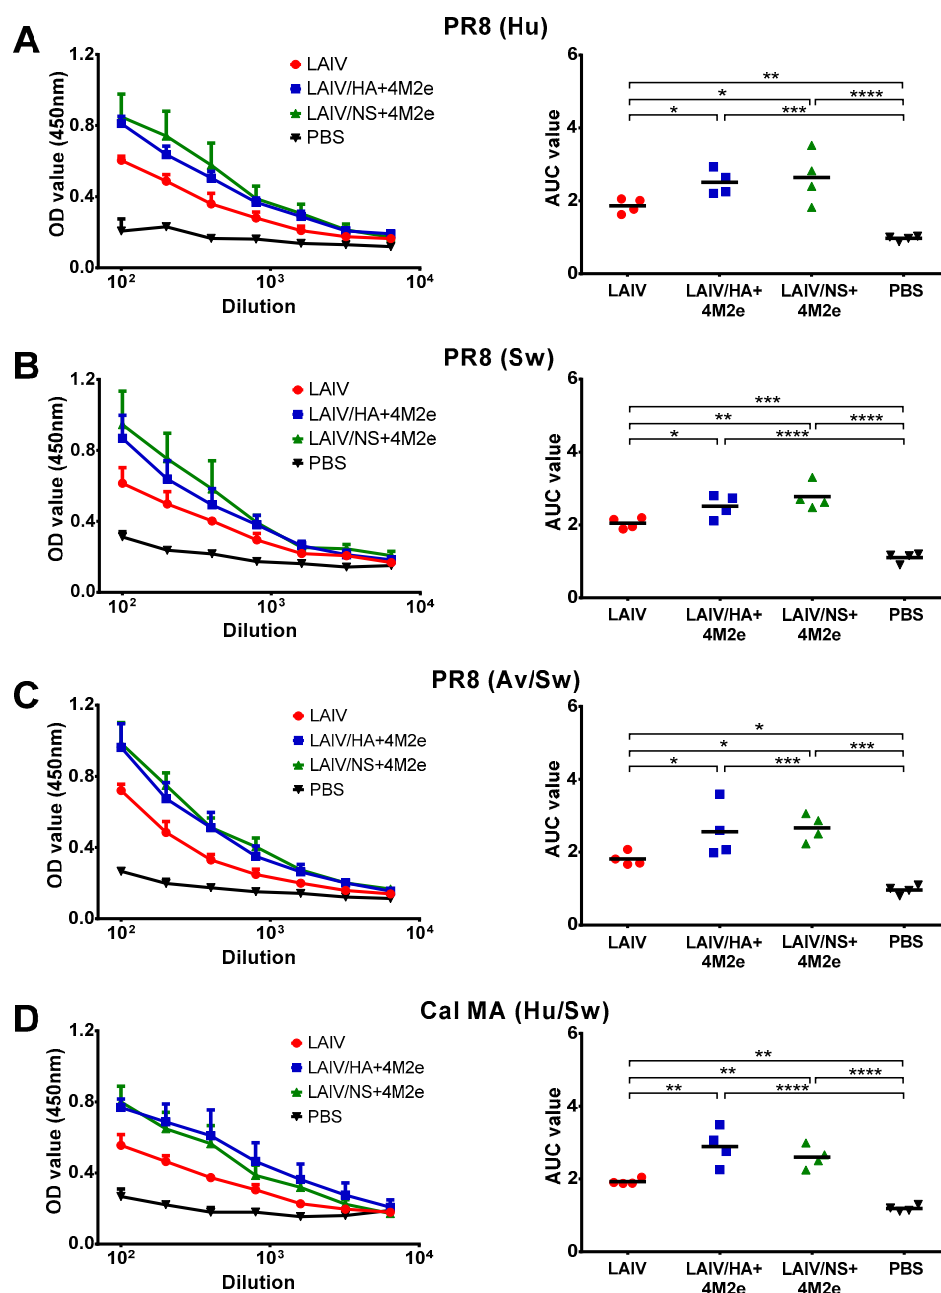 A
PR8 (Hu)
OD value (450nm)
1.2
0.8
0.4
0.0
10²
10³
10⁴
Dilution
LAIV
LAIV/HA+4M2e
LAIV/NS+4M2e
PBS
AUC value
6
4
2
0
**
*
****
*
***
LAIV
LAIV/HA+
4M2e
LAIV/NS+
4M2e
PBS
B
PR8 (Sw)
OD value (450nm)
1.2
0.8
0.4
0.0
10²
10³
10⁴
Dilution
LAIV
LAIV/HA+4M2e
LAIV/NS+4M2e
PBS
AUC value
6
4
2
0
***
**
****
*
****
LAIV
LAIV/HA+
4M2e
LAIV/NS+
4M2e
PBS
C
PR8 (Av/Sw)
OD value (450nm)
1.2
0.8
0.4
0.0
10²
10³
10⁴
Dilution
LAIV
LAIV/HA+4M2e
LAIV/NS+4M2e
PBS
AUC value
6
4
2
0
*
*
***
*
***
LAIV
LAIV/HA+
4M2e
LAIV/NS+
4M2e
PBS
D
Cal MA (Hu/Sw)
OD value (450nm)
1.2
0.8
0.4
0.0
10²
10³
10⁴
Dilution
LAIV
LAIV/HA+4M2e
LAIV/NS+4M2e
PBS
AUC value
6
4
2
0
**
**
****
**
****
LAIV
LAIV/HA+
4M2e
LAIV/NS+
4M2e
PBS